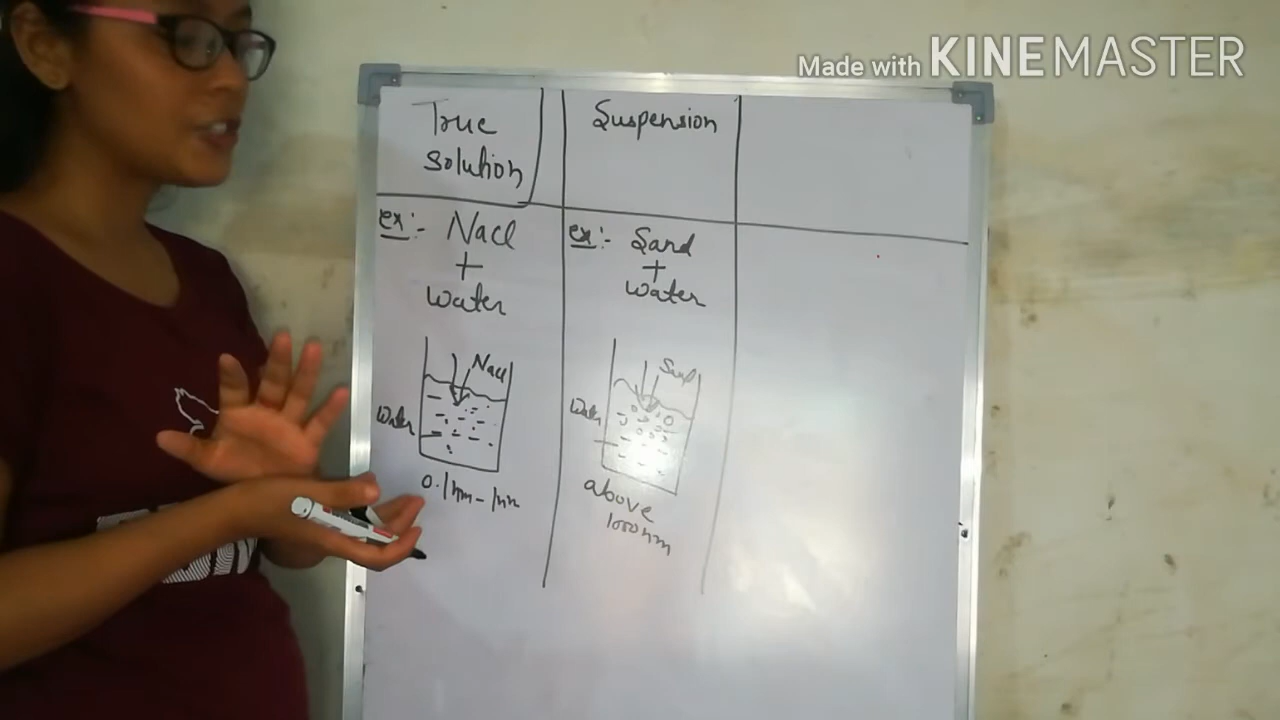 Made with KINEMASTER
True
solution
Suspension
ex:- Nacl
+
water
ex:- Sand
+
water
Nacl
Water
0.1nm - 1nm
Sand
Water
above
1000nm